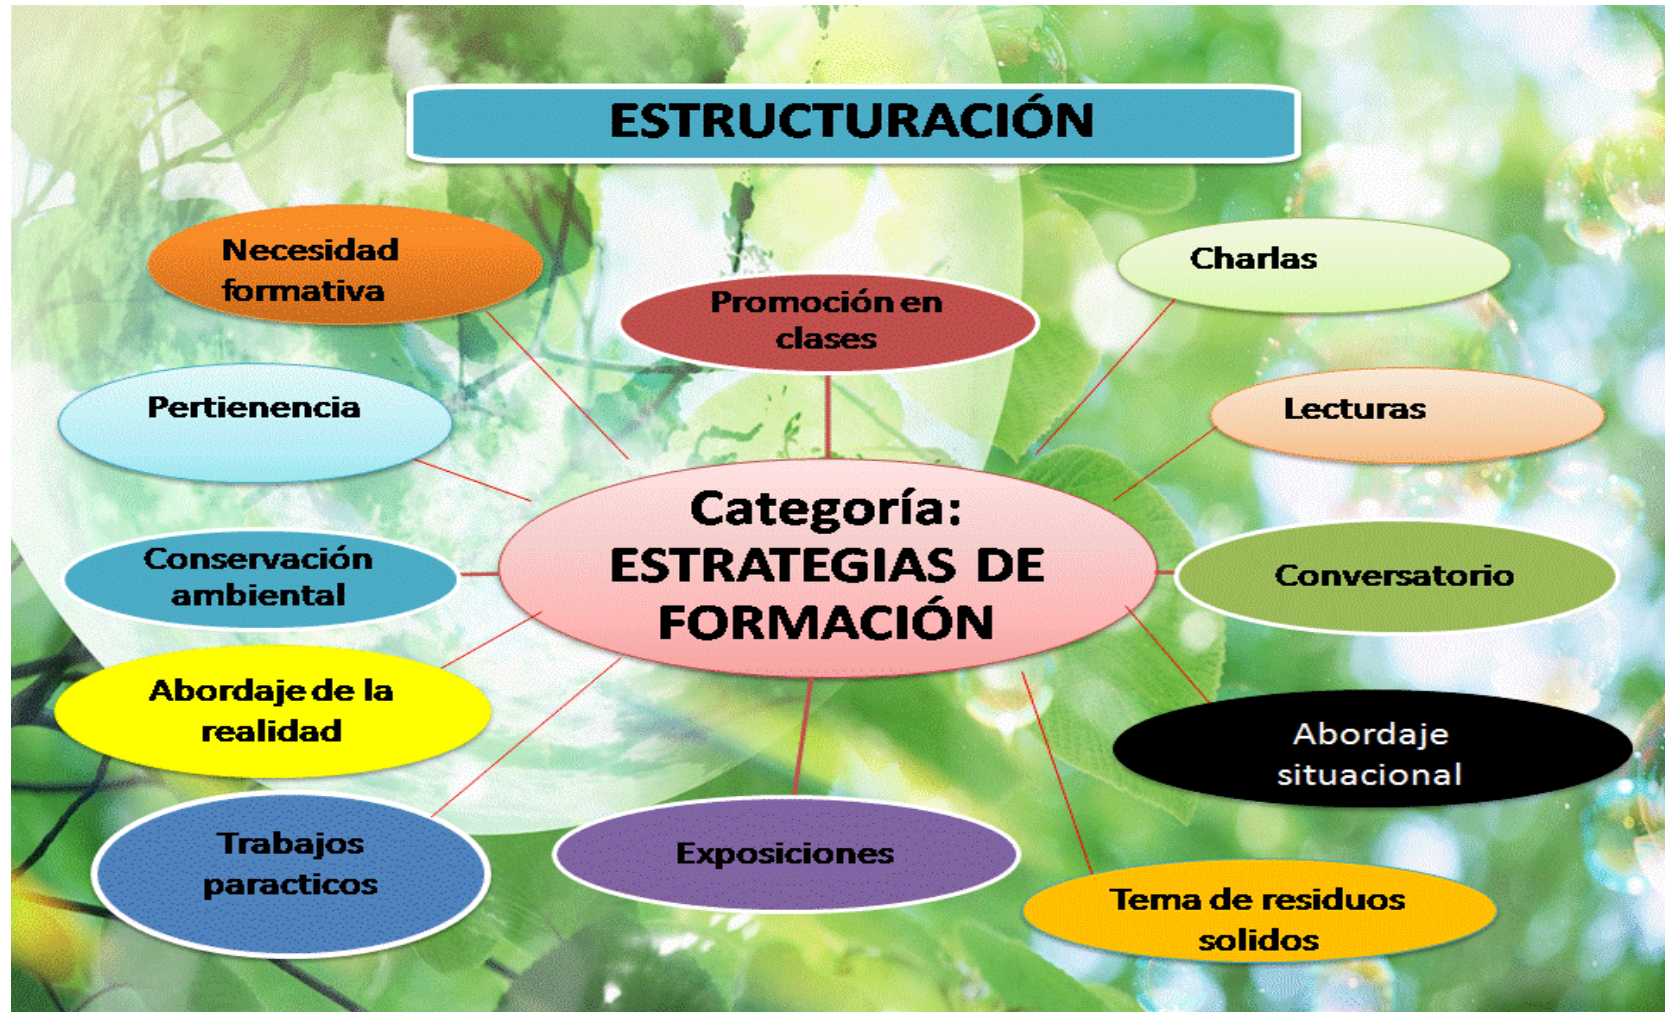 ESTRUCTURACIÓN
Necesidad
formativa
Promoción en
clases
Charlas
Pertienencia
Lecturas
Categoría:
ESTRATEGIAS DE
FORMACIÓN
Conservación
ambiental
Conversatorio
Abordaje de la
realidad
Abordaje
situacional
Trabajos
paracticos
Exposiciones
Tema de residuos
solidos